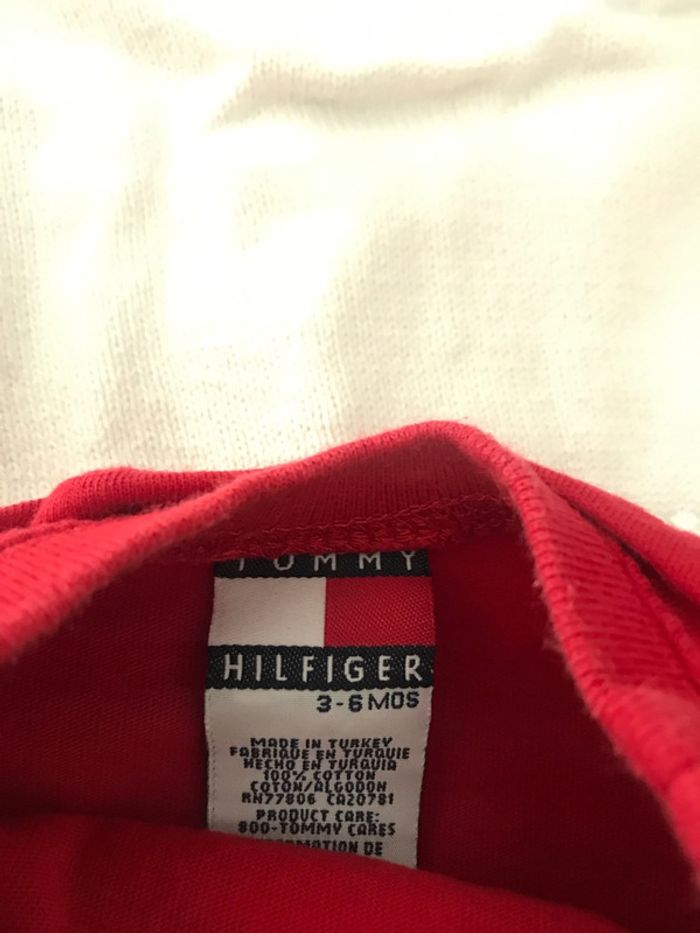 TOMMY
HILFIGER
3-6 MOS
MADE IN TURKEY
FABRIQUE EN TURQUIE
HECHO EN TURQUIA
100% COTTON
COTON/ALGODON
RN77806 CA20781
PRODUCT CARE:
800-TOMMY CARES
DE